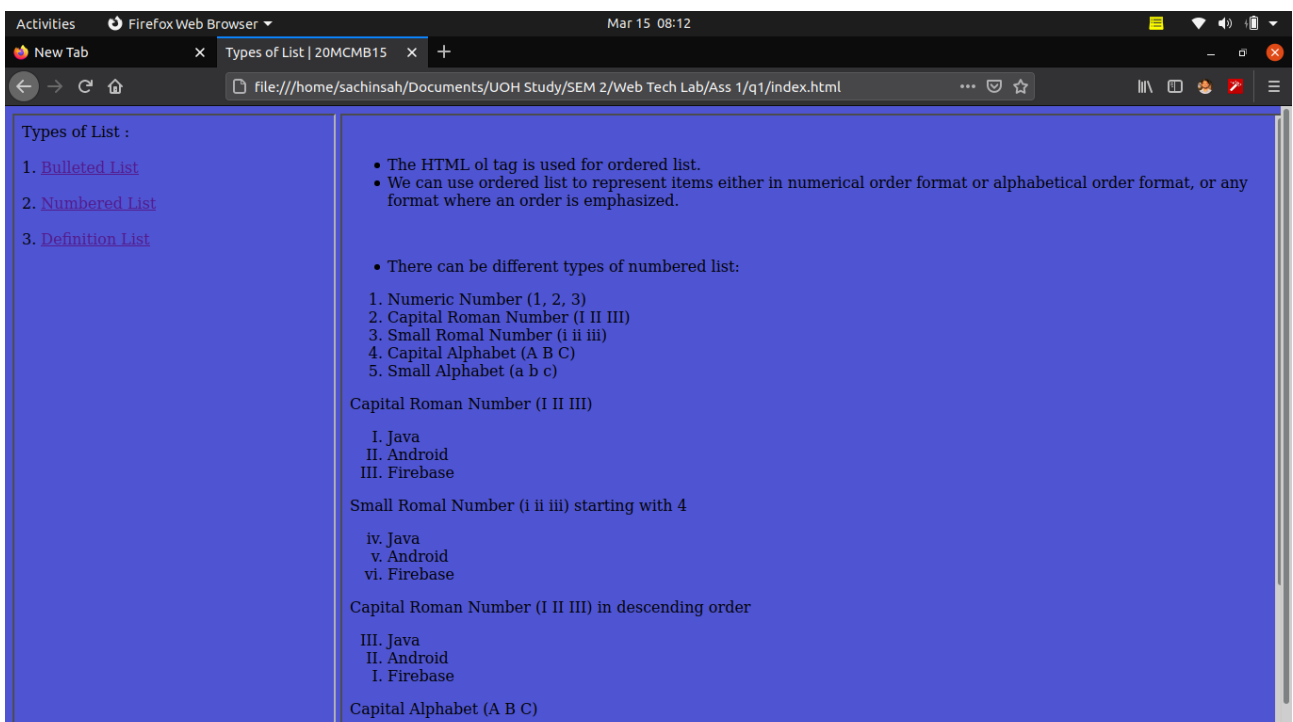 Activities Firefox Web Browser Mar 15 08:12
New Tab Types of List | 20MCMB15
file:///home/sachinsah/Documents/UOH Study/SEM 2/Web Tech Lab/Ass 1/q1/index.html
Types of List :
1. Bulleted List
2. Numbered List
3. Definition List
• The HTML ol tag is used for ordered list.
• We can use ordered list to represent items either in numerical order format or alphabetical order format, or any
format where an order is emphasized.
• There can be different types of numbered list:
1. Numeric Number (1, 2, 3)
2. Capital Roman Number (I II III)
3. Small Romal Number (i ii iii)
4. Capital Alphabet (A B C)
5. Small Alphabet (a b c)
Capital Roman Number (I II III)
I. Java
II. Android
III. Firebase
Small Romal Number (i ii iii) starting with 4
iv. Java
v. Android
vi. Firebase
Capital Roman Number (I II III) in descending order
III. Java
II. Android
I. Firebase
Capital Alphabet (A B C)